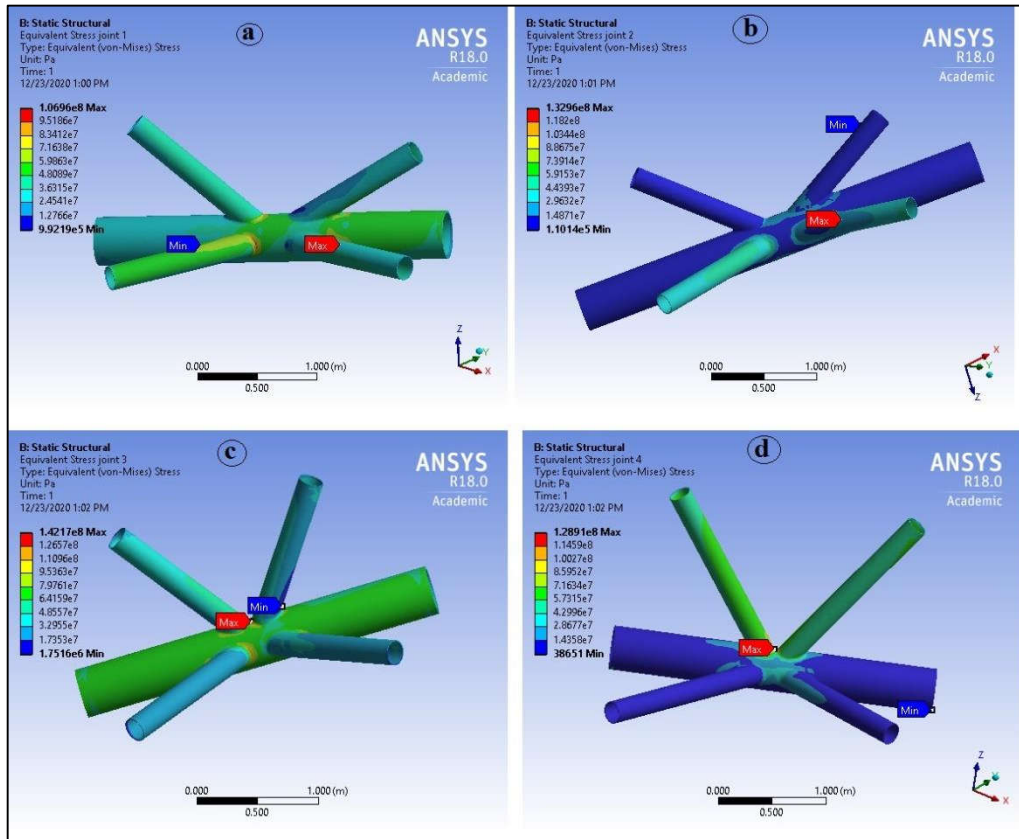 B: Static Structural
Equivalent Stress joint 1
Type: Equivalent (von-Mises) Stress
Unit: Pa
Time: 1
12/23/2020 1:00 PM
a
ANSYS
R18.0
Academic
1.0696e8 Max
9.5186e7
8.3412e7
7.1638e7
5.9863e7
4.8089e7
3.6315e7
2.4541e7
1.2766e7
9.9219e5 Min
Min
Max
0.000
1.000 (m)
0.500
Z
Y
X
B: Static Structural
Equivalent Stress joint 2
Type: Equivalent (von-Mises) Stress
Unit: Pa
Time: 1
12/23/2020 1:01 PM
b
ANSYS
R18.0
Academic
1.3296e8 Max
1.182e8
1.0344e8
8.8675e7
7.3914e7
5.9153e7
4.4393e7
2.9632e7
1.4871e7
1.1014e5 Min
Min
Max
0.000
1.000 (m)
0.500
X
Y
Z
B: Static Structural
Equivalent Stress joint 3
Type: Equivalent (von-Mises) Stress
Unit: Pa
Time: 1
12/23/2020 1:02 PM
c
ANSYS
R18.0
Academic
1.4217e8 Max
1.2657e8
1.1096e8
9.5363e7
7.9761e7
6.4159e7
4.8557e7
3.2955e7
1.7353e7
1.7516e6 Min
Min
Max
0.000
1.000 (m)
0.500
B: Static Structural
Equivalent Stress joint 4
Type: Equivalent (von-Mises) Stress
Unit: Pa
Time: 1
12/23/2020 1:02 PM
d
ANSYS
R18.0
Academic
1.2891e8 Max
1.1459e8
1.0027e8
8.5952e7
7.1634e7
5.7315e7
4.2996e7
2.8677e7
1.4358e7
38651 Min
Max
Min
0.000
1.000 (m)
0.500
Z
X